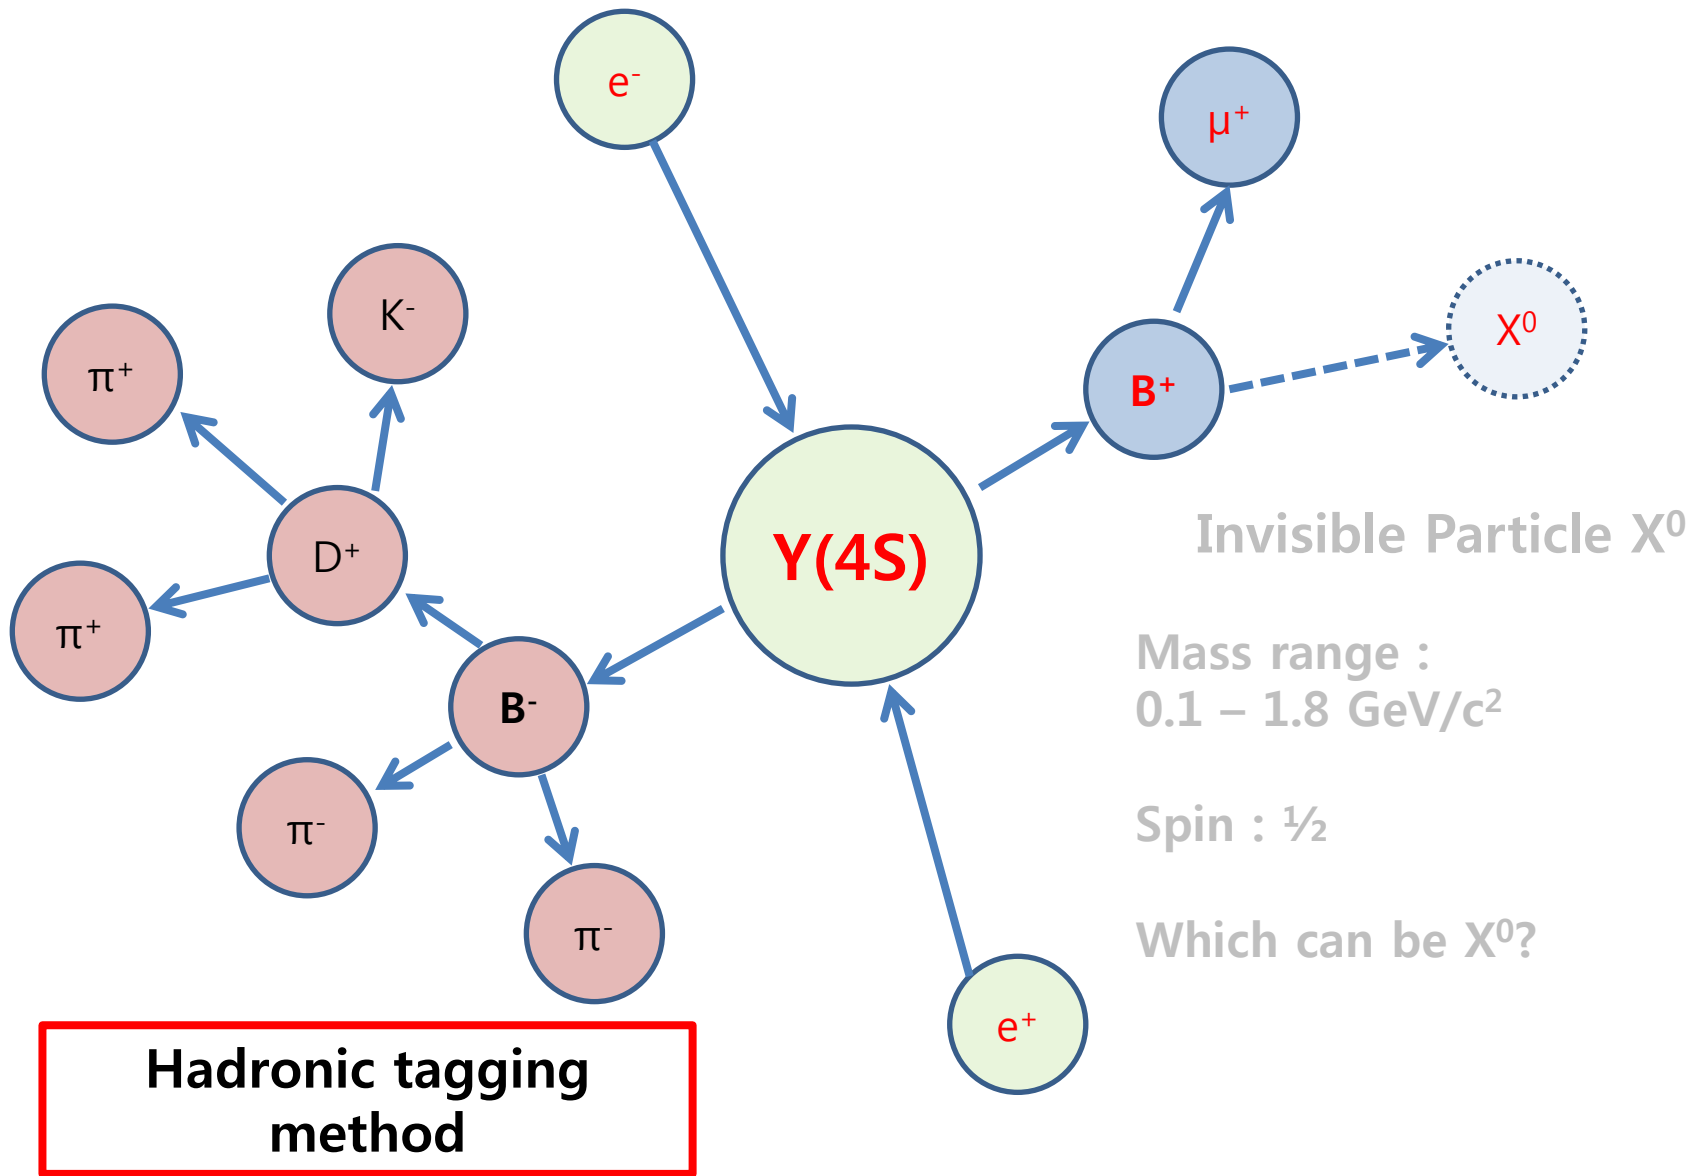 e⁻
μ⁺
K⁻
X⁰
π⁺
B⁺
D⁺
Y(4S)
Invisible Particle X⁰
π⁺
Mass range :
0.1 – 1.8 GeV/c²
B⁻
π⁻
Spin : ½
π⁻
Which can be X⁰?
e⁺
Hadronic tagging
method